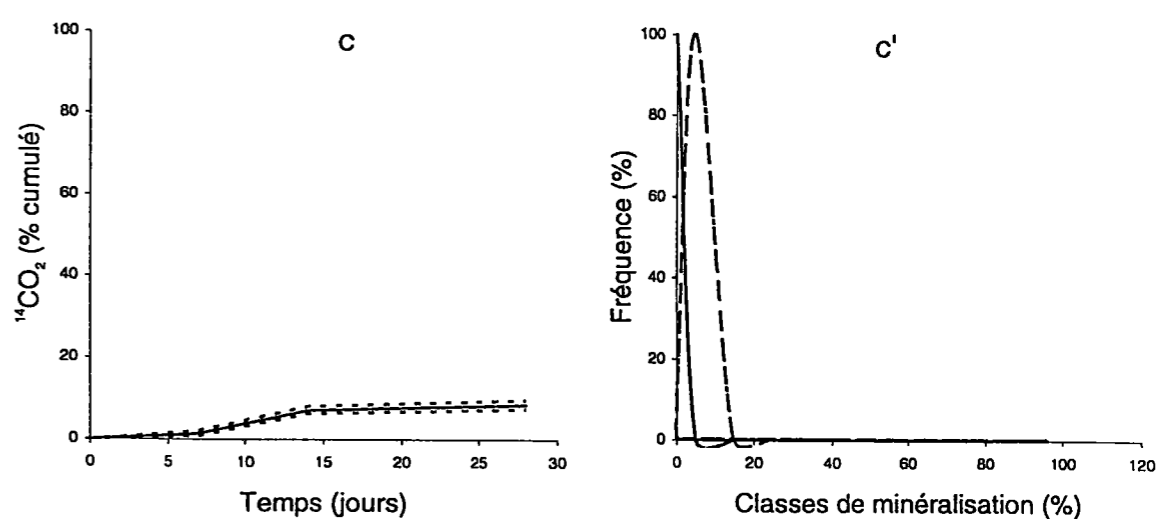 C
100
80
60
40
20
0
¹⁴CO₂ (% cumulé)
0 5 10 15 20 25 30
Temps (jours)
C'
100
80
60
40
20
0
Fréquence (%)
0 20 40 60 80 100 120
Classes de minéralisation (%)